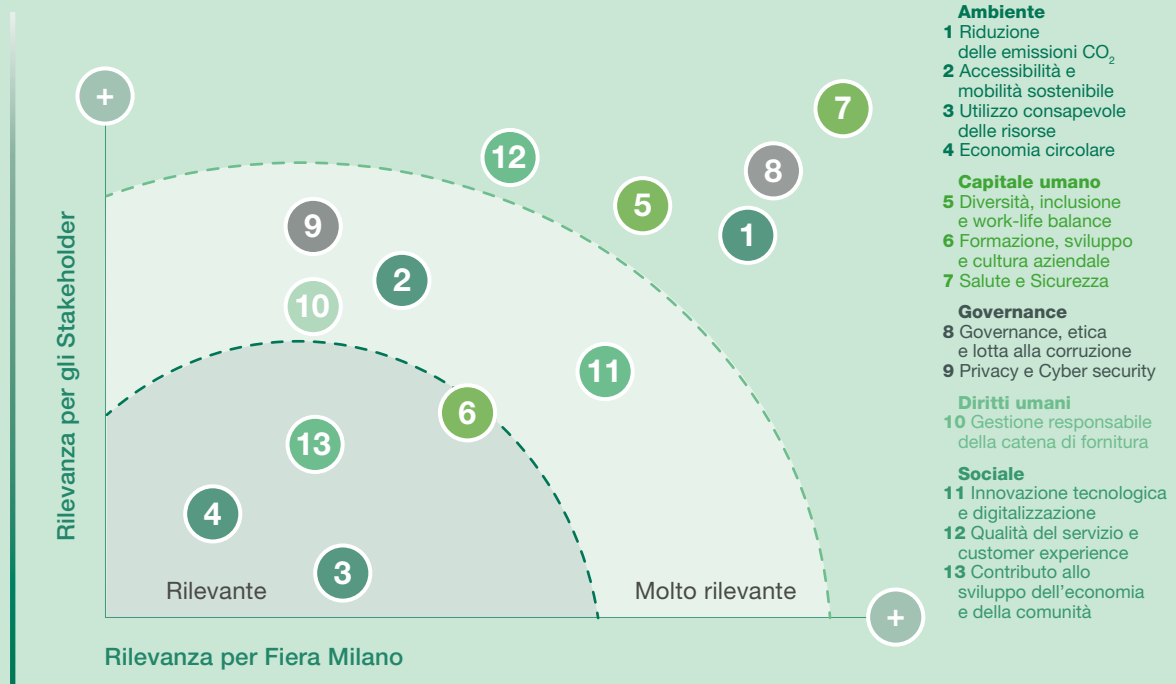 Rilevanza per gli Stakeholder
+
7
12
8
5
1
9
2
10
11
6
13
4
3
Rilevante
Molto rilevante
+
Rilevanza per Fiera Milano
Ambiente
1 Riduzione
delle emissioni CO₂
2 Accessibilità e
mobilità sostenibile
3 Utilizzo consapevole
delle risorse
4 Economia circolare
Capitale umano
5 Diversità, inclusione
e work-life balance
6 Formazione, sviluppo
e cultura aziendale
7 Salute e Sicurezza
Governance
8 Governance, etica
e lotta alla corruzione
9 Privacy e Cyber security
Diritti umani
10 Gestione responsabile
della catena di fornitura
Sociale
11 Innovazione tecnologica
e digitalizzazione
12 Qualità del servizio e
customer experience
13 Contributo allo
sviluppo dell'economia
e della comunità